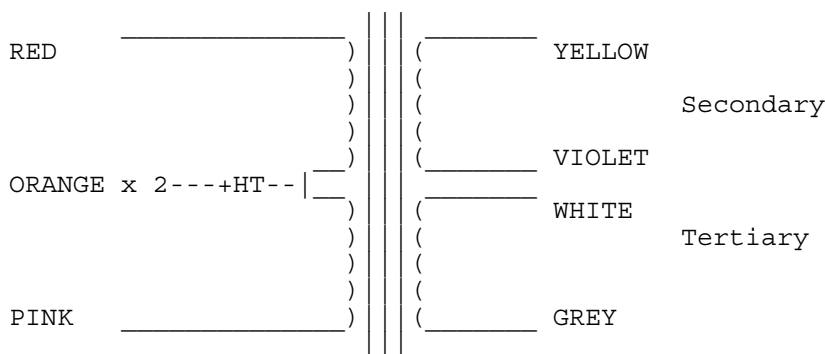 RED YELLOW
Secondary
VIOLET
ORANGE x 2---+HT--|
WHITE
Tertiary
PINK GREY